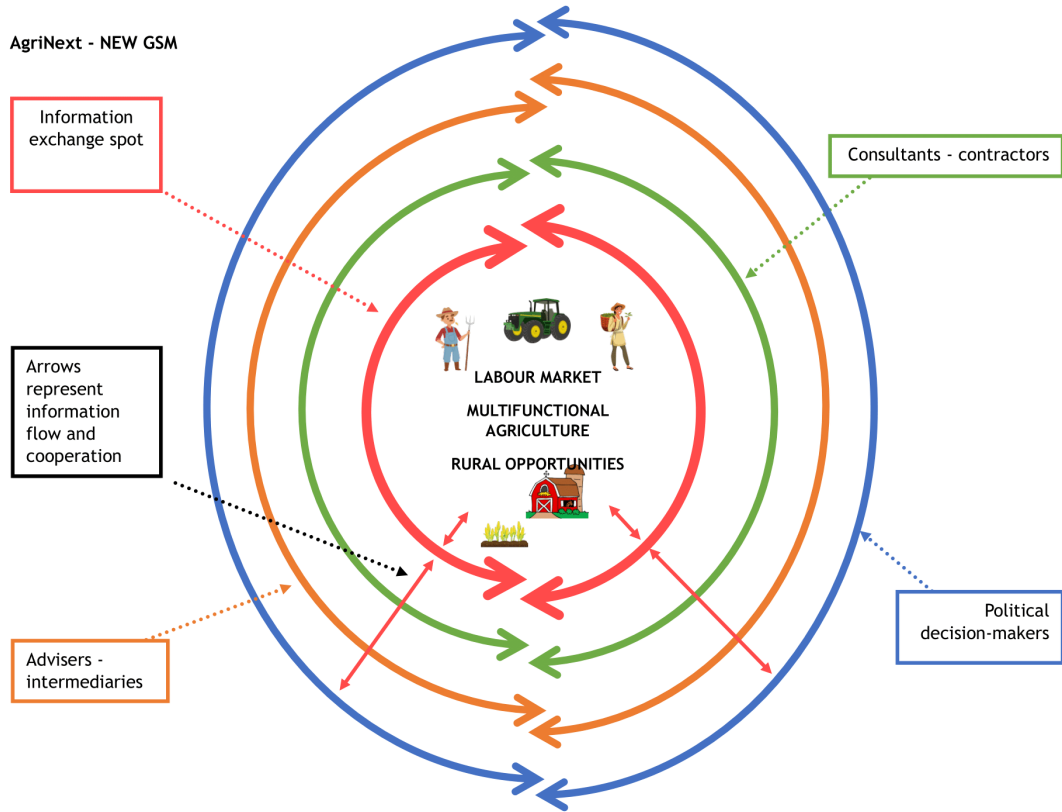 AgriNext - NEW GSM
Information
exchange spot
Consultants - contractors
Arrows
represent
information
flow and
cooperation
LABOUR MARKET
MULTIFUNCTIONAL
AGRICULTURE
RURAL OPPORTUNITIES
Advisers -
intermediaries
Political
decision-makers